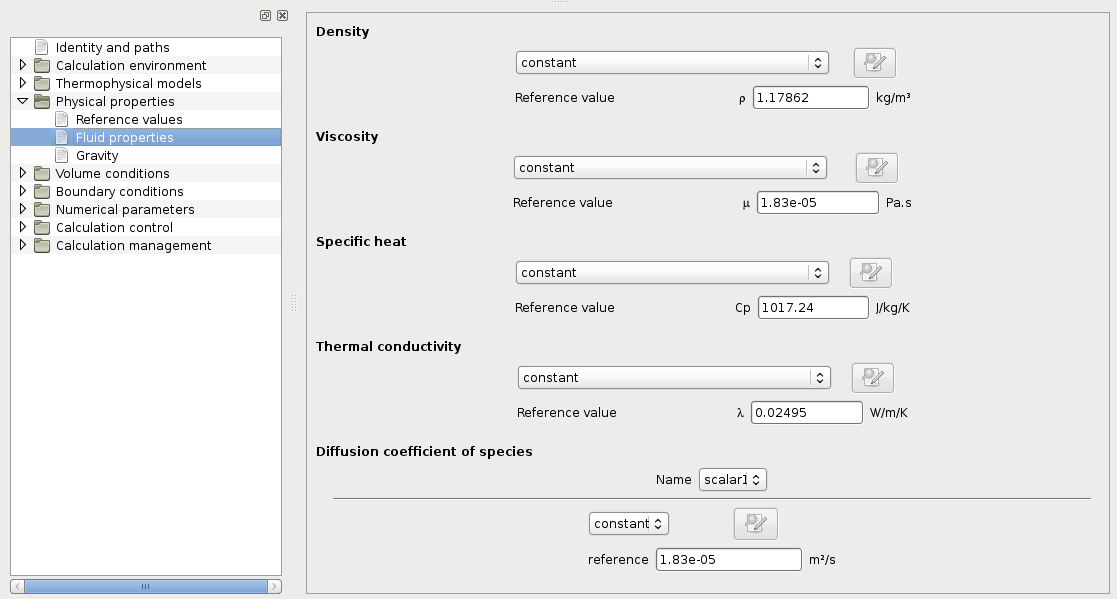 Identity and paths
Calculation environment
Thermophysical models
Physical properties
Reference values
Fluid properties
Gravity
Volume conditions
Boundary conditions
Numerical parameters
Calculation control
Calculation management
Density
constant
Reference value ρ 1.17862 kg/m³
Viscosity
constant
Reference value μ 1.83e-05 Pa.s
Specific heat
constant
Reference value Cp 1017.24 J/kg/K
Thermal conductivity
constant
Reference value λ 0.02495 W/m/K
Diffusion coefficient of species
Name scalar1
constant
reference 1.83e-05 m²/s